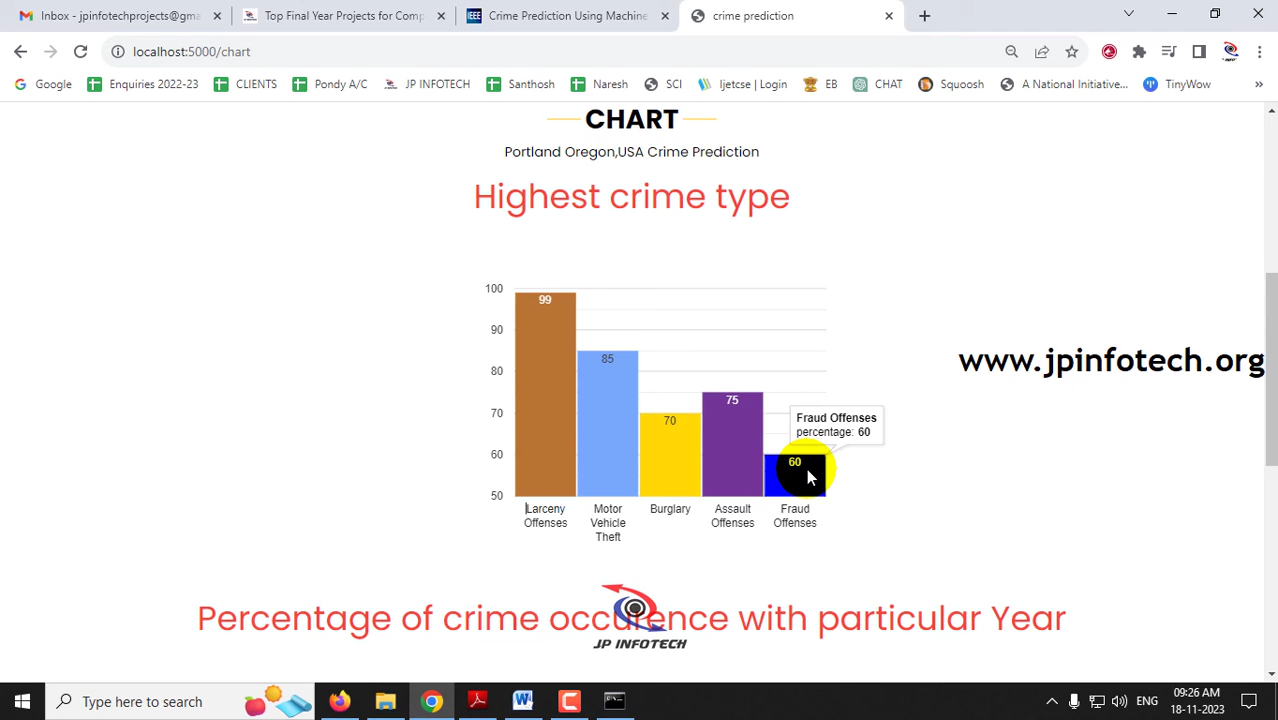 Inbox - jpinfotechprojects@gma
Top Final Year Projects for Comp
IEEE Crime Prediction Using Machine
crime prediction
localhost:5000/chart
Google
Enquiries 2022-23
CLIENTS
Pondy A/C
JP INFOTECH
Santhosh
Naresh
SCI
Ijetcse | Login
EB
CHAT
Squoosh
A National Initiative...
TinyWow
»
CHART
Portland Oregon,USA Crime Prediction
Highest crime type
100
90
80
70
60
50
99
85
70
75
60
Fraud Offenses
percentage: 60
Larceny Offenses
Motor Vehicle Theft
Burglary
Assault Offenses
Fraud Offenses
www.jpinfotech.org
Percentage of crime occurence with particular Year
JP INFOTECH
Type here to search
ENG
09:26 AM
18-11-2023